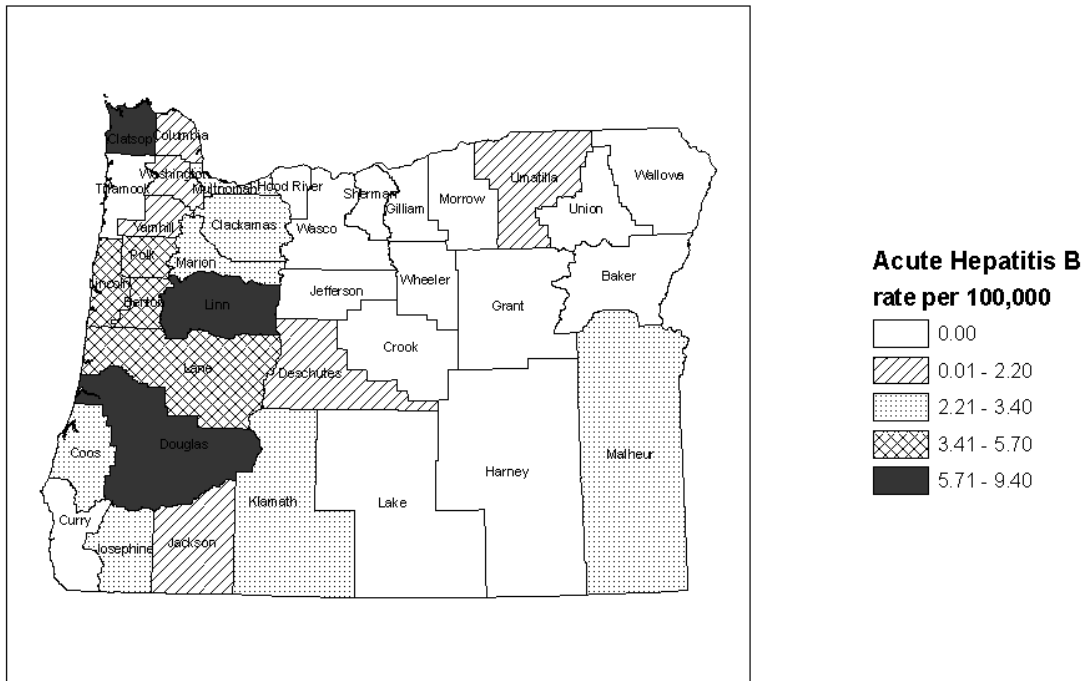 Clatsop
Columbia
Tillamook
Washington
Multnomah
Hood River
Sherman
Gilliam
Morrow
Umatilla
Union
Wallowa
Yamhill
Clackamas
Wasco
Polk
Marion
Lincoln
Benton
Linn
Jefferson
Wheeler
Grant
Baker
Lane
Deschutes
Crook
Coos
Douglas
Klamath
Lake
Harney
Malheur
Curry
Josephine
Jackson
Acute Hepatitis B
rate per 100,000
0.00
0.01 - 2.20
2.21 - 3.40
3.41 - 5.70
5.71 - 9.40